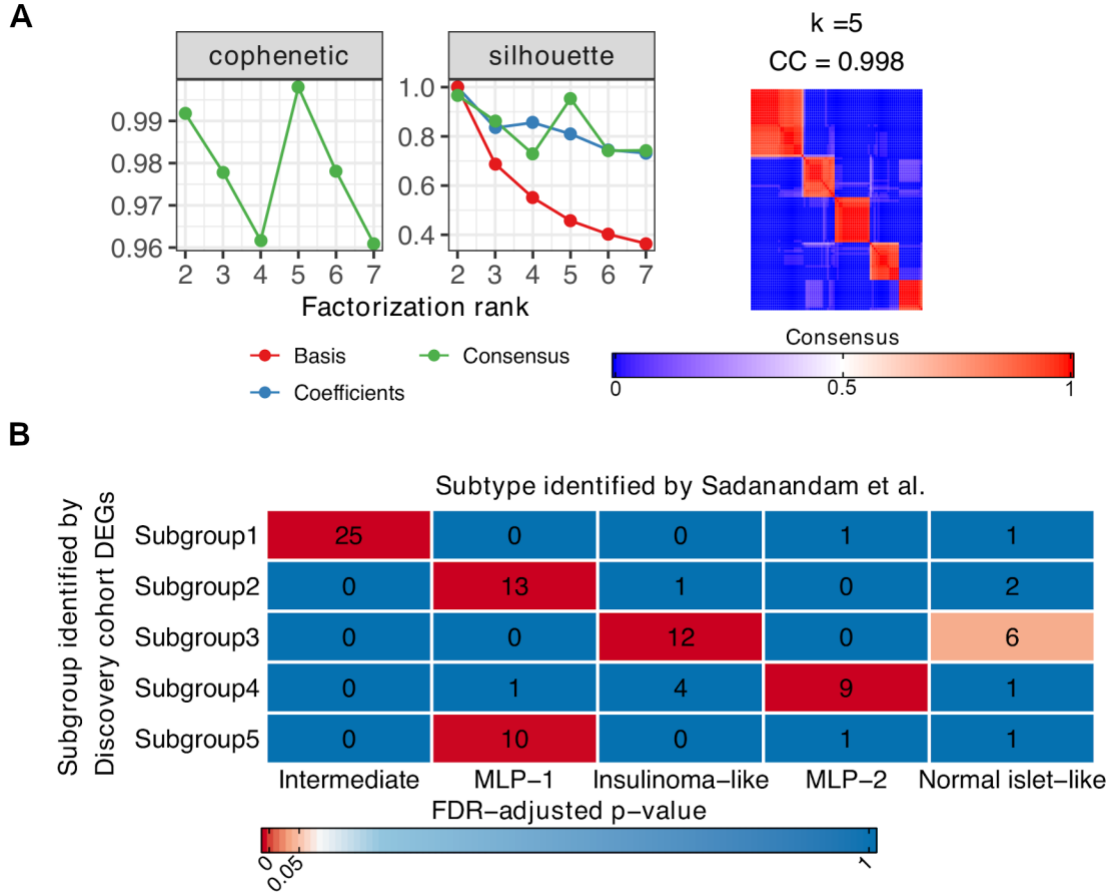 A
cophenetic
silhouette
k =5
CC = 0.998
0.99
0.98
0.97
0.96
1.0
0.8
0.6
0.4
2 3 4 5 6 7
2 3 4 5 6 7
Factorization rank
Basis
Consensus
Coefficients
Consensus
0 0.5 1
B
Subtype identified by Sadanandam et al.
Subgroup identified by
Discovery cohort DEGs
Subgroup1 25 0 0 1 1
Subgroup2 0 13 1 0 2
Subgroup3 0 0 12 0 6
Subgroup4 0 1 4 9 1
Subgroup5 0 10 0 1 1
Intermediate MLP−1 Insulinoma−like MLP−2 Normal islet−like
FDR−adjusted p−value
0 0.05 1